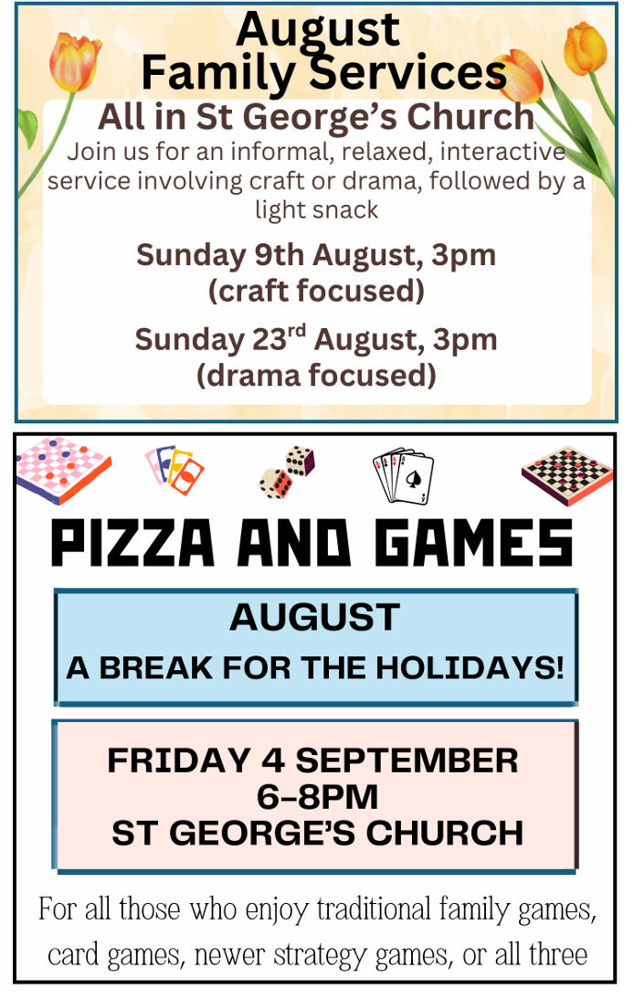 August
Family Services
All in St George’s Church
Join us for an informal, relaxed, interactive
service involving craft or drama, followed by a
light snack
Sunday 9th August, 3pm
(craft focused)
Sunday 23rd August, 3pm
(drama focused)
PIZZA AND GAMES
AUGUST
A BREAK FOR THE HOLIDAYS!
FRIDAY 4 SEPTEMBER
6–8PM
ST GEORGE’S CHURCH
For all those who enjoy traditional family games,
card games, newer strategy games, or all three